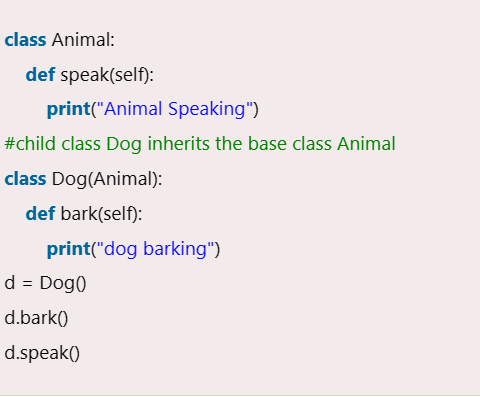 class Animal:
    def speak(self):
        print("Animal Speaking")
#child class Dog inherits the base class Animal
class Dog(Animal):
    def bark(self):
        print("dog barking")
d = Dog()
d.bark()
d.speak()